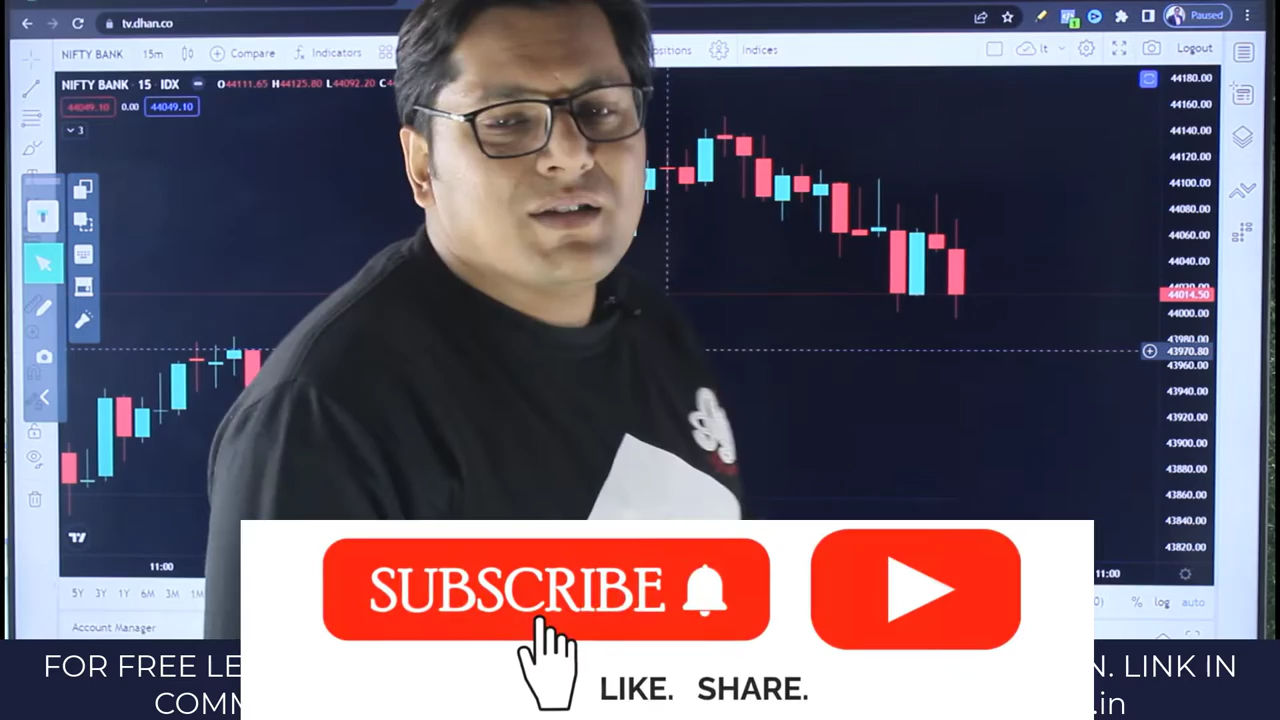 tv.dhan.co
Paused
NIFTY BANK 15m Compare Indicators
Indices
lt
Logout
NIFTY BANK · 15 · IDX O44111.65 H44125.80 L44092.20
44049.10 0.00 44049.10
3
44180.00
44160.00
44140.00
44120.00
44100.00
44080.00
44060.00
44040.00
44014.50
44000.00
43980.00
43970.80
43960.00
43940.00
43920.00
43900.00
43880.00
43860.00
43840.00
43820.00
11:00
11:00
5Y 3Y 1Y 6M 3M
% log auto
Account Manager
SUBSCRIBE
LIKE. SHARE.
FOR FREE
LINK IN
.in